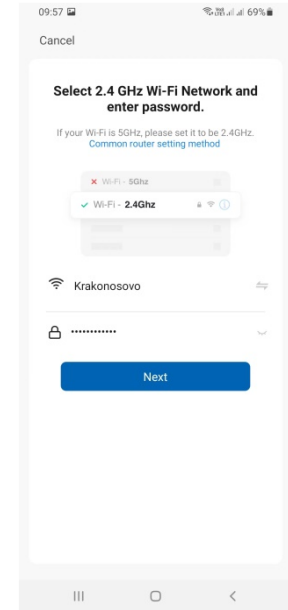 09:57 69%
Cancel
Select 2.4 GHz Wi-Fi Network and
enter password.
If your Wi-Fi is 5GHz, please set it to be 2.4GHz.
Common router setting
method
Wi-Fi - 5Ghz
Wi-Fi - 2.4Ghz
Krakonosovo
••••••••••••
Next